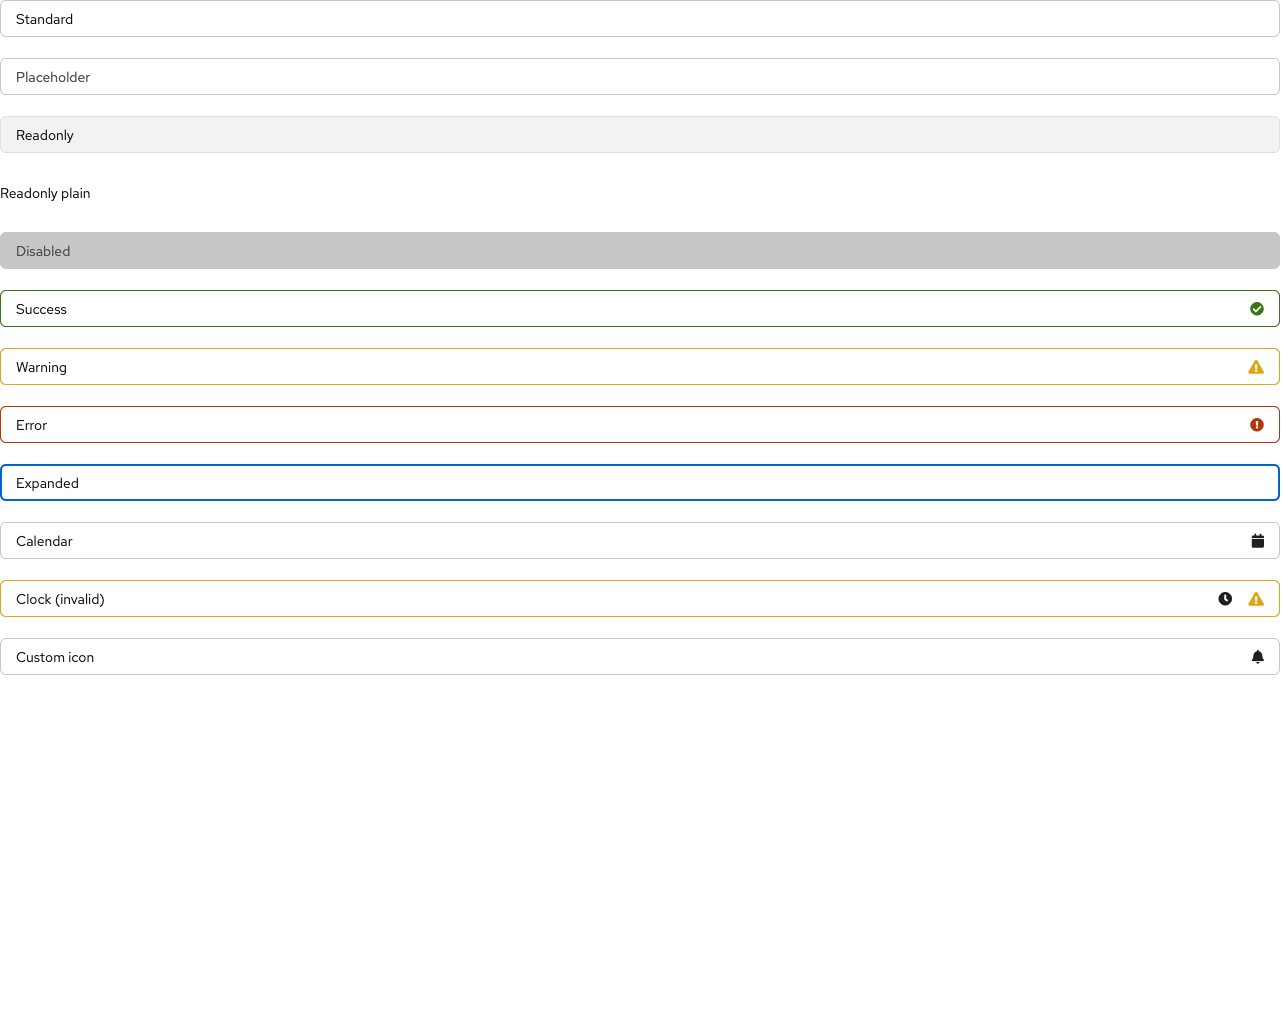 Standard
Placeholder
Readonly
Readonly plain
Disabled
Success
Warning
Error
Expanded
Calendar
Clock (invalid)
Custom icon